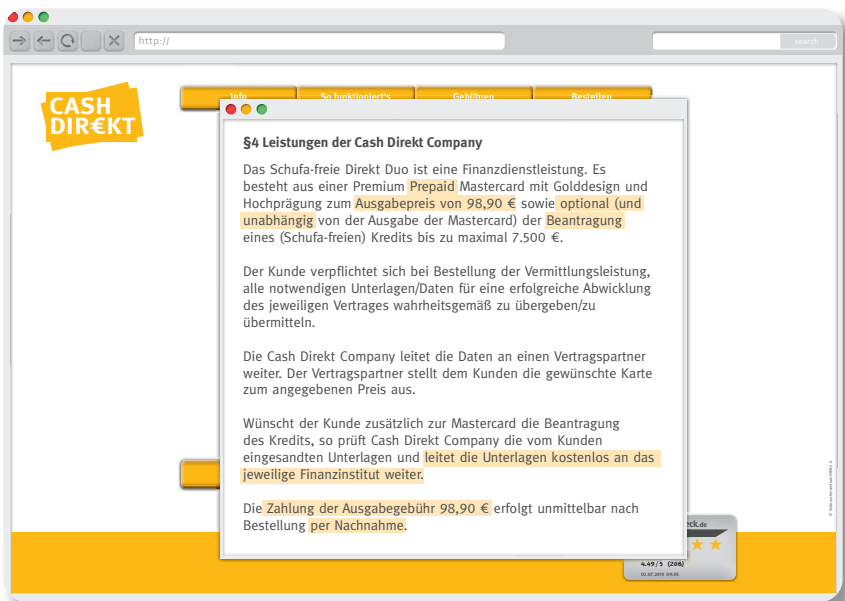 http://
search
CASH
DIR€KT
Info
So funktioniert's
Gebühren
Bestellen
§4 Leistungen der Cash Direkt Company
Das Schufa-freie Direkt Duo ist eine Finanzdienstleistung. Es
besteht aus einer Premium Prepaid Mastercard mit Golddesign und
Hochprägung zum Ausgabepreis von 98,90 € sowie optional (und
unabhängig von der Ausgabe der Mastercard) der Beantragung
eines (Schufa-freien) Kredits bis zu maximal 7.500 €.
Der Kunde verpflichtet sich bei Bestellung der Vermittlungsleistung,
alle notwendigen Unterlagen/Daten für eine erfolgreiche Abwicklung
des jeweiligen Vertrages wahrheitsgemäß zu übergeben/zu
übermitteln.
Die Cash Direkt Company leitet die Daten an einen Vertragspartner
weiter. Der Vertragspartner stellt dem Kunden die gewünschte Karte
zum angegebenen Preis aus.
Wünscht der Kunde zusätzlich zur Mastercard die Beantragung
des Kredits, so prüft Cash Direkt Company die vom Kunden
eingesandten Unterlagen und leitet die Unterlagen kostenlos an das
jeweilige Finanzinstitut weiter.
Die Zahlung der Ausgabegebühr 98,90 € erfolgt unmittelbar nach
Bestellung per Nachnahme.
eck.de
4.49 / 5 (208)